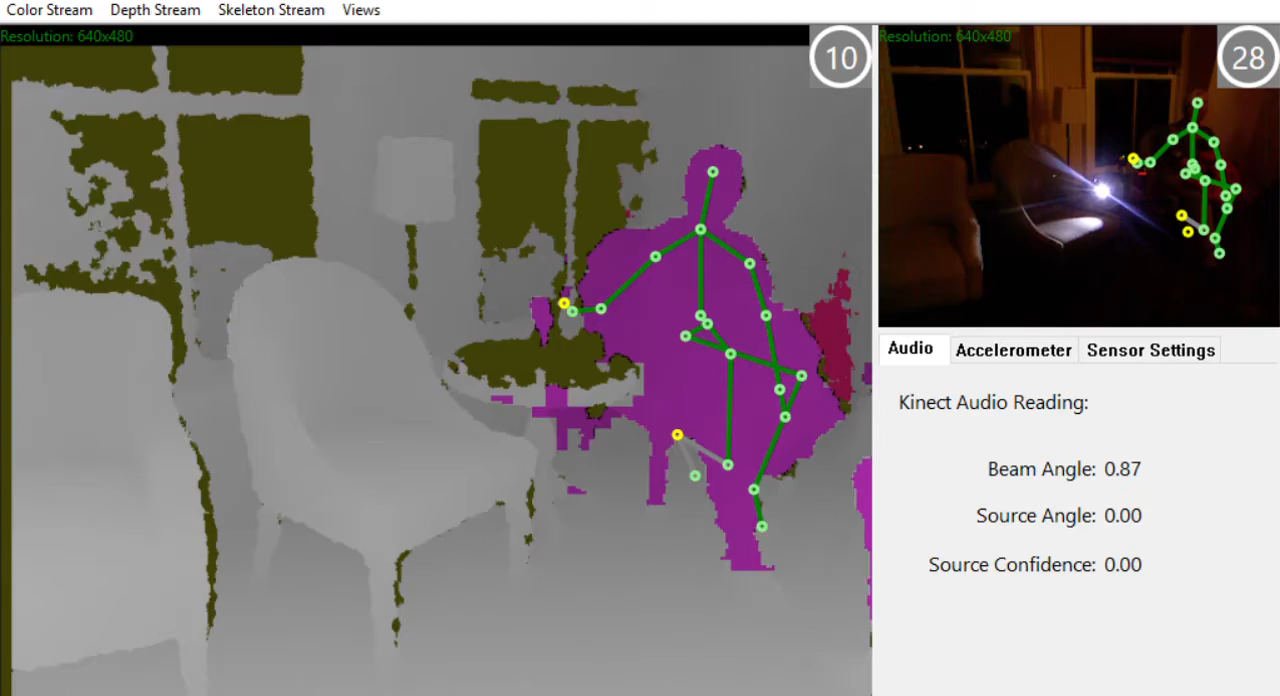 Color Stream Depth Stream Skeleton Stream Views
Resolution: 640x480
10
Resolution: 640x480
28
Audio Accelerometer Sensor Settings
Kinect Audio Reading:
Beam Angle: 0.87
Source Angle: 0.00
Source Confidence: 0.00